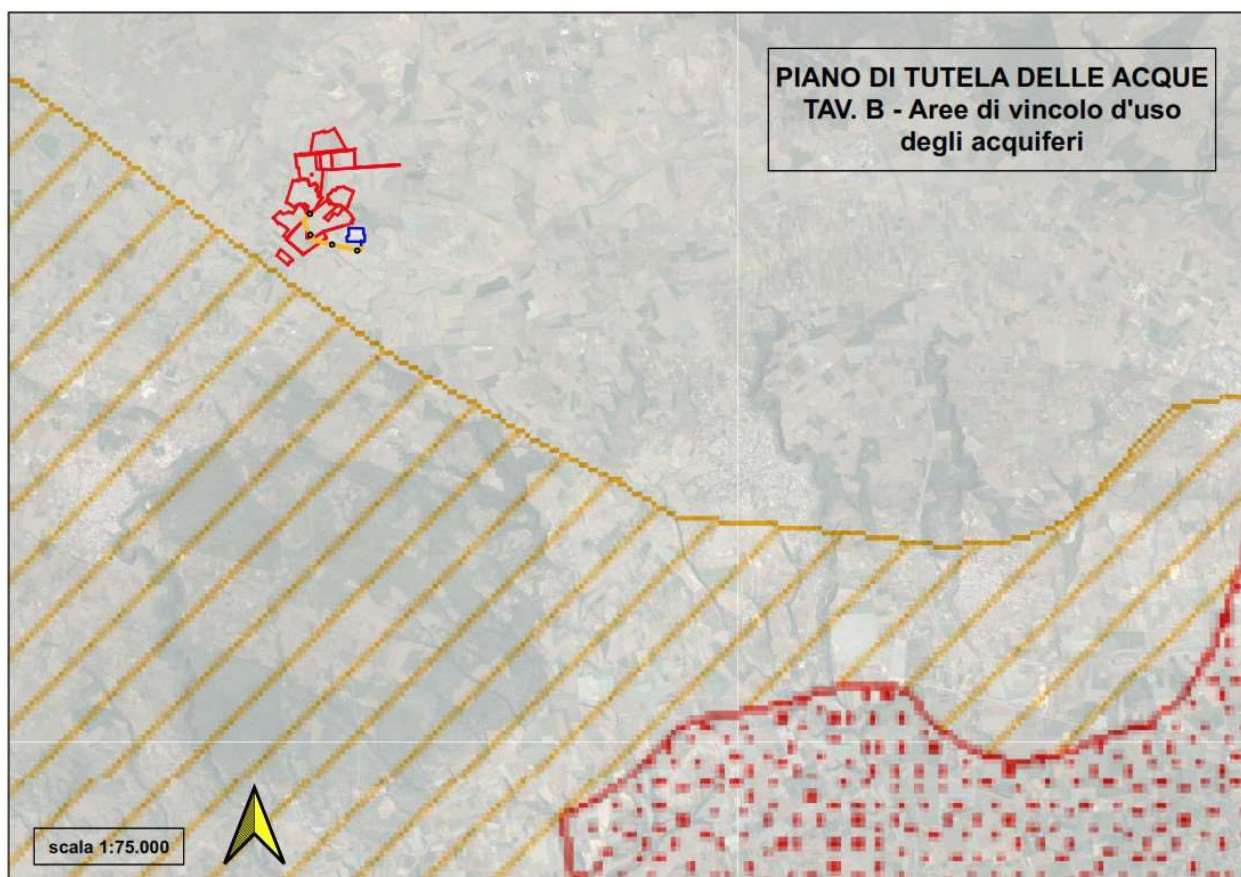 PIANO DI TUTELA DELLE ACQUE
TAV. B - Aree di vincolo d'uso
degli acquiferi
scala 1:75.000